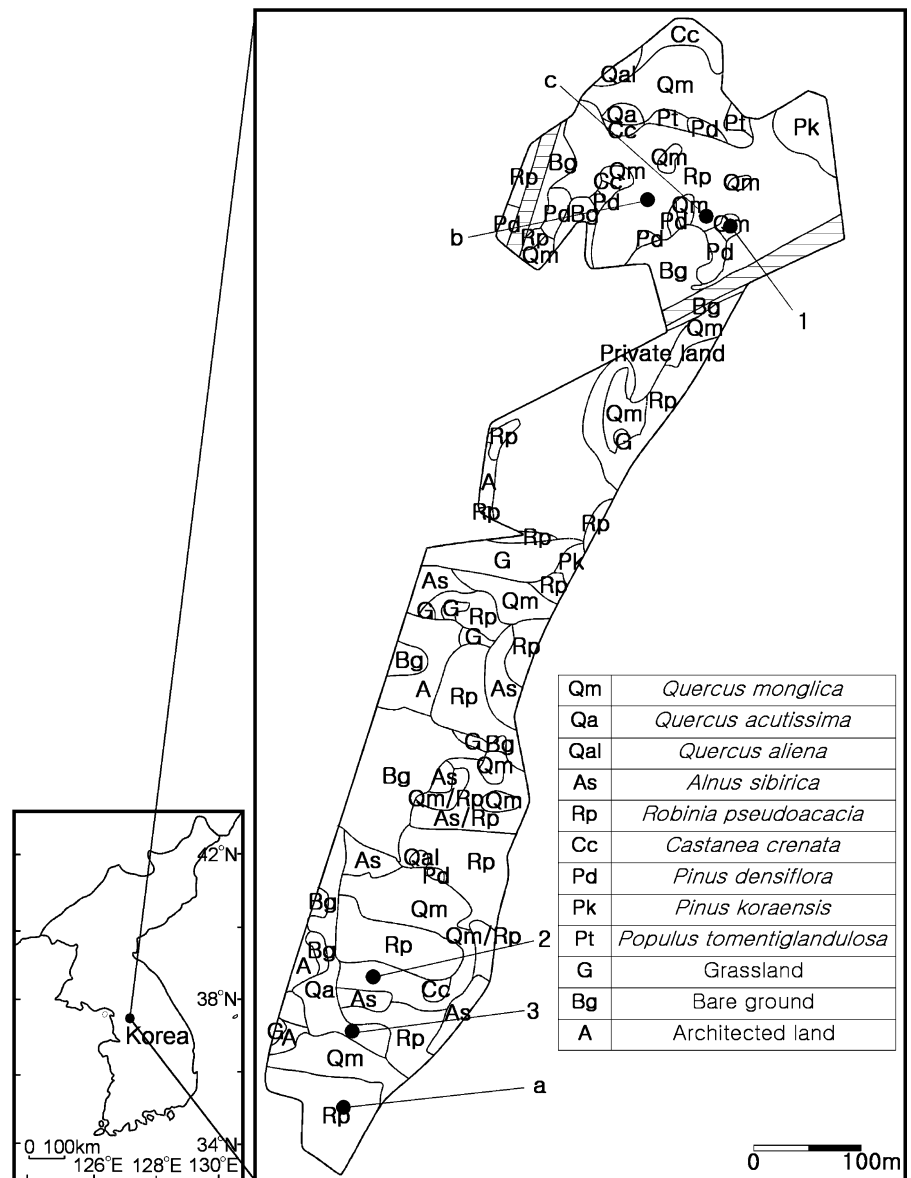 Cc
Qal
Qm
c
Qa
Cc
Pt
Pd
Pt
Pk
Bg
Rp
Qm
Qm
Cc
Rp
Qm
Pd
Qm
Pd
Bg
Pd
Pd
Qm
b
Rp
Pd
Pd
Qm
Bg
1
Bg
Qm
Private land
Rp
Qm
G
Rp
A
Rp
Rp
Rp
G
Pk
As
Rp
Qm
G
G
Rp
G
Rp
Bg
A
Rp
As
G
Bg
Qm
Bg
As
Qm/Rp
Qm
As/Rp
As
Qal
Rp
Pd
Bg
Qm
Qm/Rp
2
Bg
Rp
A
Qa
As
Cc
3
As
G
A
Rp
Qm
a
Rp
Qm Quercus monglica
Qa Quercus acutissima
Qal Quercus aliena
As Alnus sibirica
Rp Robinia pseudoacacia
Cc Castanea crenata
Pd Pinus densiflora
Pk Pinus koraensis
Pt Populus tomentiglandulosa
G Grassland
Bg Bare ground
A Architected land
0 100m
42°N
38°N
Korea
34°N
0 100km
126°E 128°E 130°E